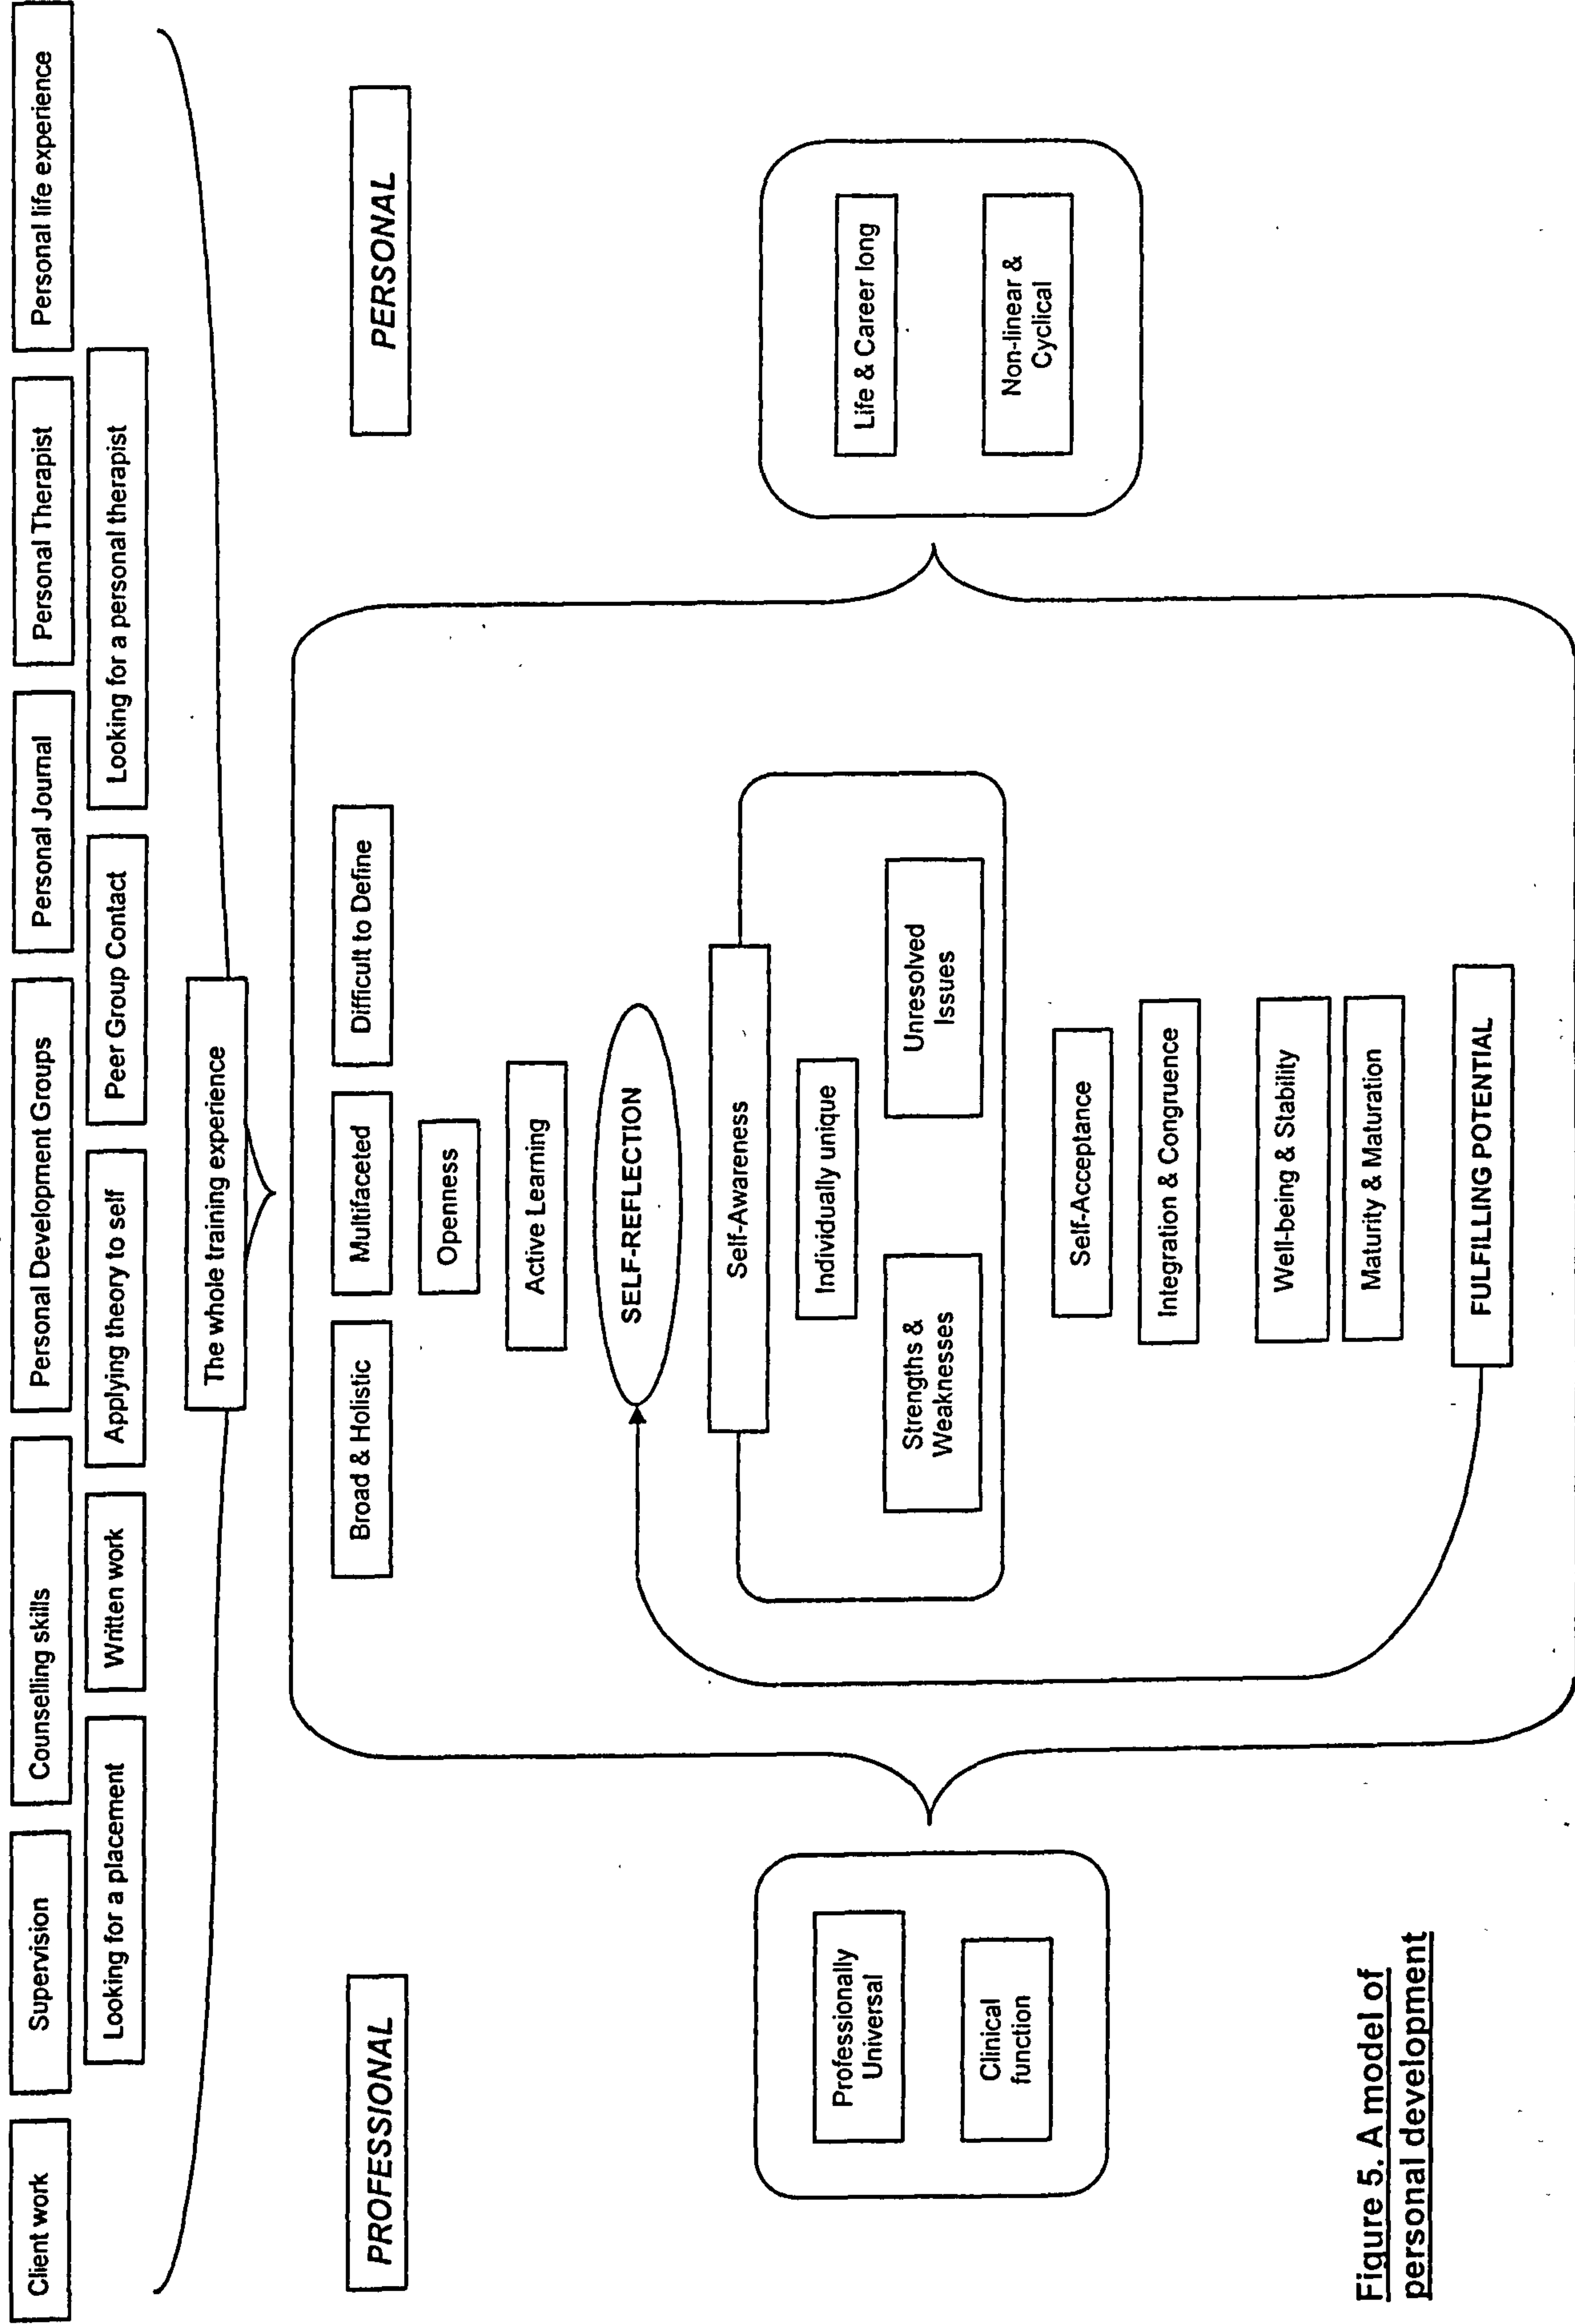 Client work
Supervision
Counselling skills
Personal Development Groups
Personal Journal
Personal Therapist
Personal life experience
Looking for a placement
Written work
Applying theory to self
Peer Group Contact
Looking for a personal therapist
The whole training experience
PROFESSIONAL
PERSONAL
Broad & Holistic
Multifaceted
Difficult to Define
Openness
Active Learning
SELF-REFLECTION
Self-Awareness
Individually unique
Strengths &
Weaknesses
Unresolved
Issues
Self-Acceptance
Integration & Congruence
Well-being & Stability
Maturity & Maturation
FULFILLING POTENTIAL
Professionally
Universal
Clinical
function
Life & Career long
Non-linear &
Cyclical
Figure 5. A model of
personal development